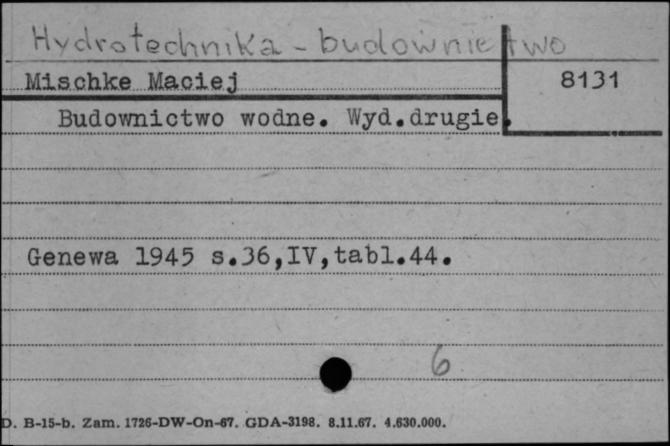 Hydrotechnika - budownictwo
Mischke Maciej
8131
Budownictwo wodne. Wyd.drugie.
Genewa 1945 s.36,IV,tabl.44.
6
D. B-15-b. Zam. 1726-DW-On-67. GDA-3198. 8.11.67. 4.630.000.